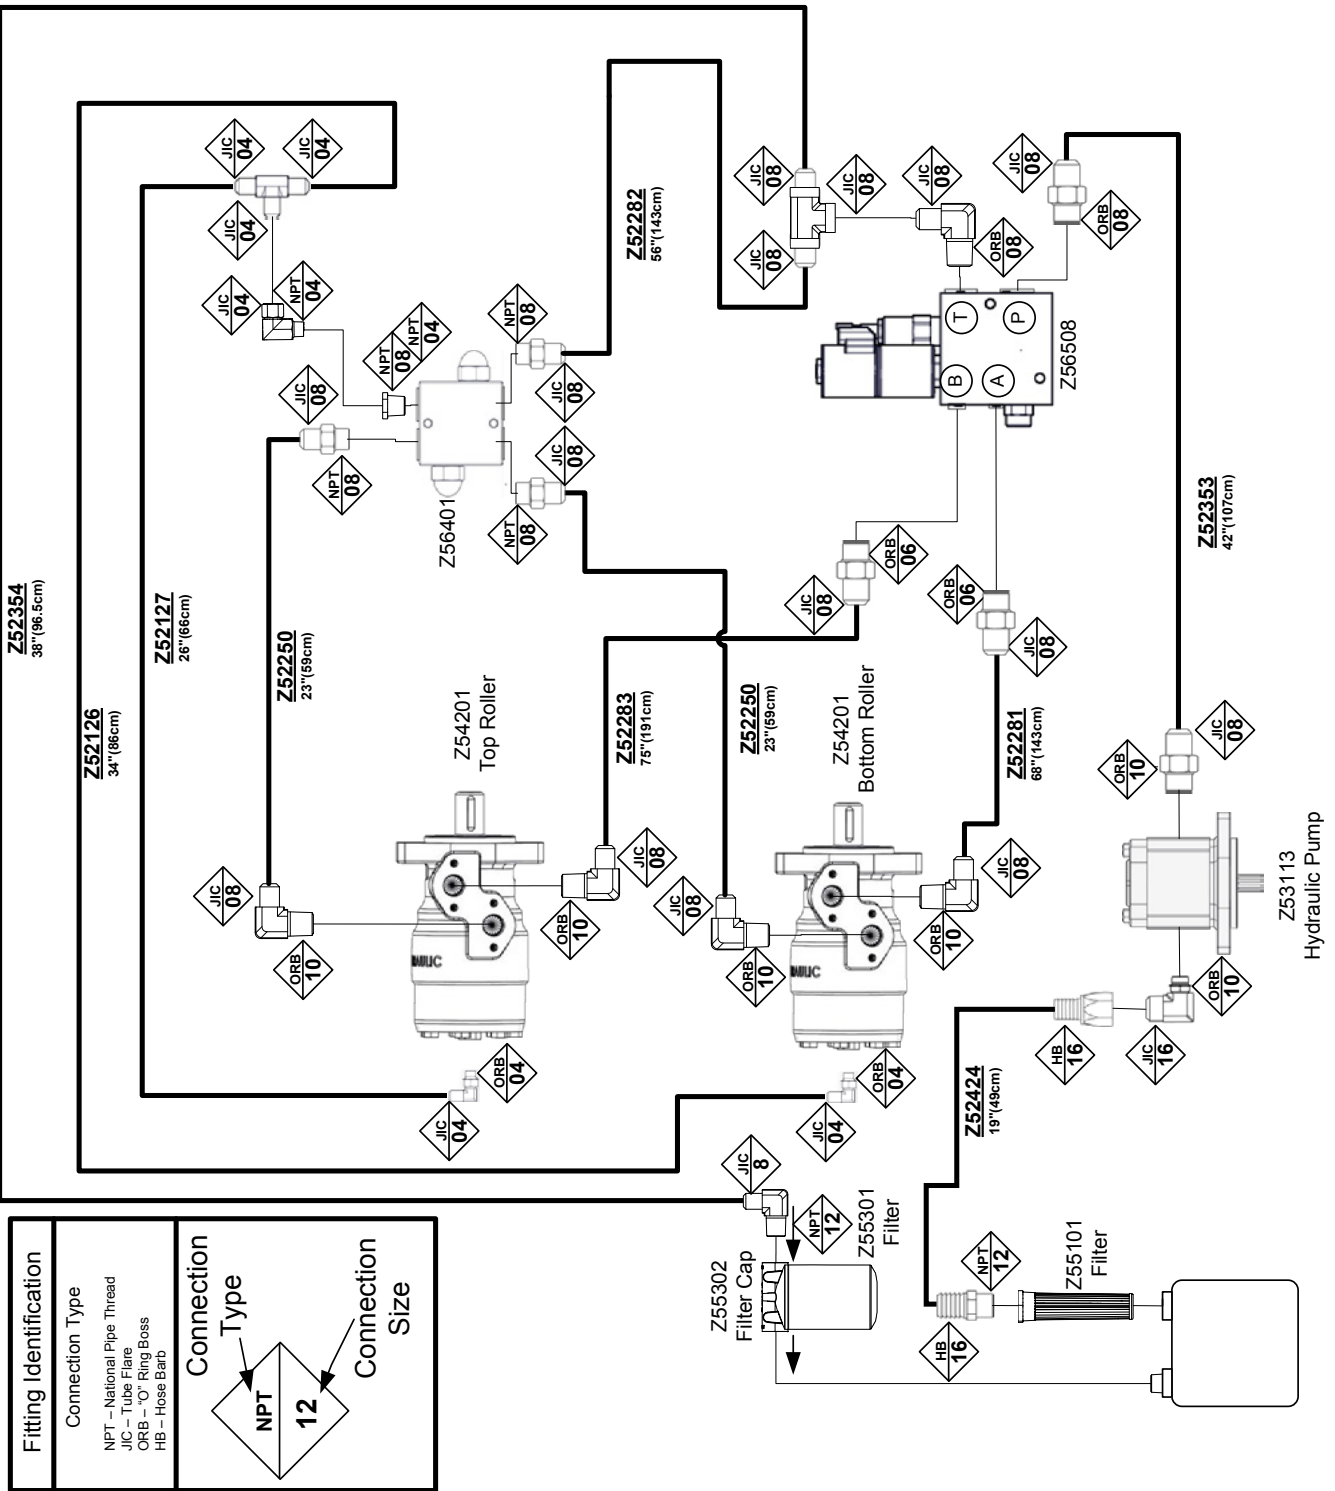 Fitting Identification
Connection Type
NPT – National Pipe Thread
JIC – Tube Flare
ORB – "O" Ring Boss
HB – Hose Barb
Connection
Type
NPT
12
Connection
Size
Z52354
38"(96.5cm)
Z52126
34"(86cm)
Z52127
26"(66cm)
Z52250
23"(59cm)
JIC
08
ORB
10
JIC
04
JIC
04
JIC
04
JIC
04
NPT
04
JIC
08
NPT
08
NPT
08
NPT
04
Z56401
NPT
08
JIC
08
NPT
08
JIC
08
Z52282
56"(143cm)
JIC
04
ORB
04
RAULIC
Z54201
Top Roller
ORB
10
JIC
08
Z52283
75"(191cm)
Z52250
23"(59cm)
JIC
08
ORB
10
JIC
08
JIC
08
JIC
08
JIC
08
ORB
08
JIC
8
NPT
12
Z55302
Filter Cap
Z55301
Filter
JIC
04
ORB
04
RAULIC
Z54201
Bottom Roller
ORB
10
JIC
08
JIC
08
ORB
06
ORB
06
JIC
08
Z52281
68"(143cm)
B
T
A
P
Z56508
JIC
08
ORB
08
HB
16
NPT
12
Z55101
Filter
Z52424
19"(49cm)
HB
16
JIC
16
ORB
10
ORB
10
JIC
08
Z52353
42"(107cm)
Z53113
Hydraulic Pump